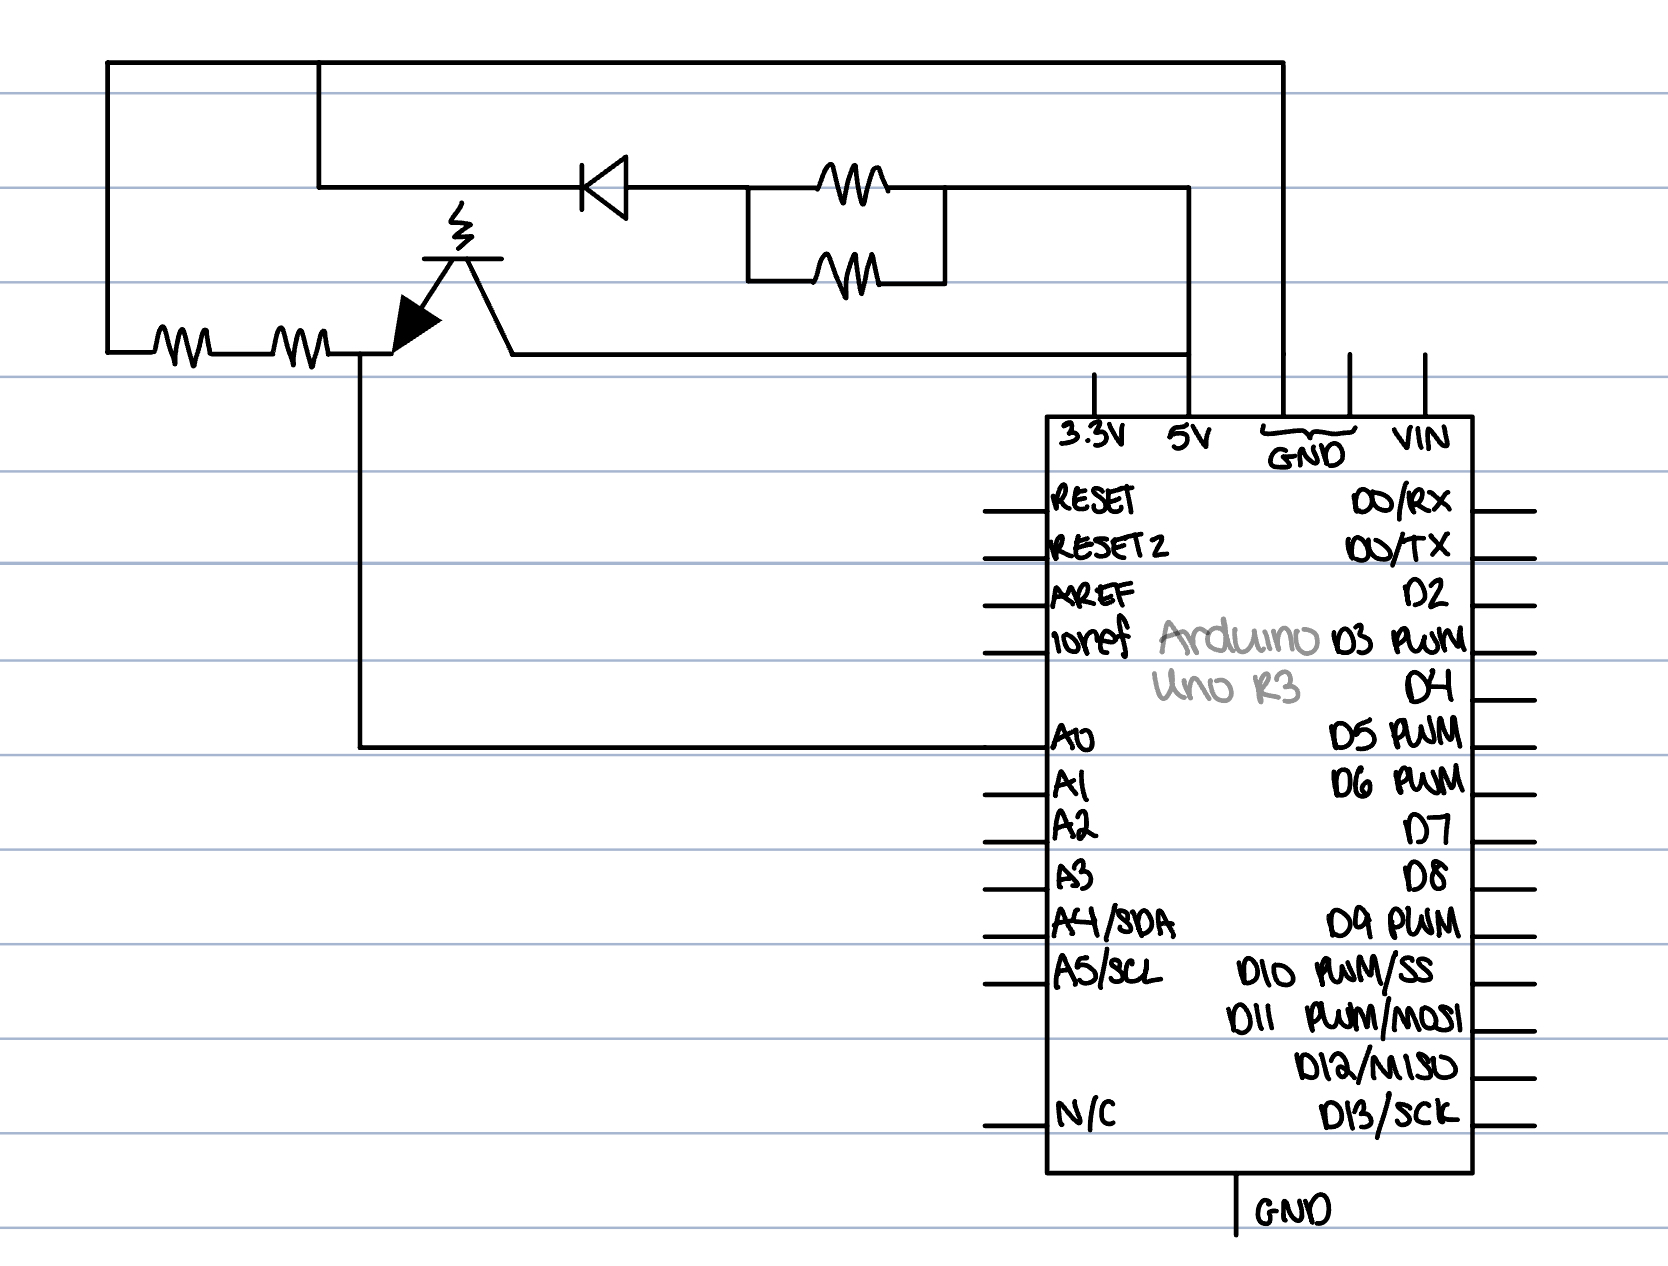 3.3V 5V GND VIN
RESET D0/RX
RESET2 D0/TX
AREF D2
ioref Arduino D3 PWM
Uno R3 D4
A0 D5 PWM
A1 D6 PWM
A2 D7
A3 D8
A4/SDA D9 PWM
A5/SCL D10 PWM/SS
D11 PWM/MOSI
D12/MISO
N/C D13/SCK
GND